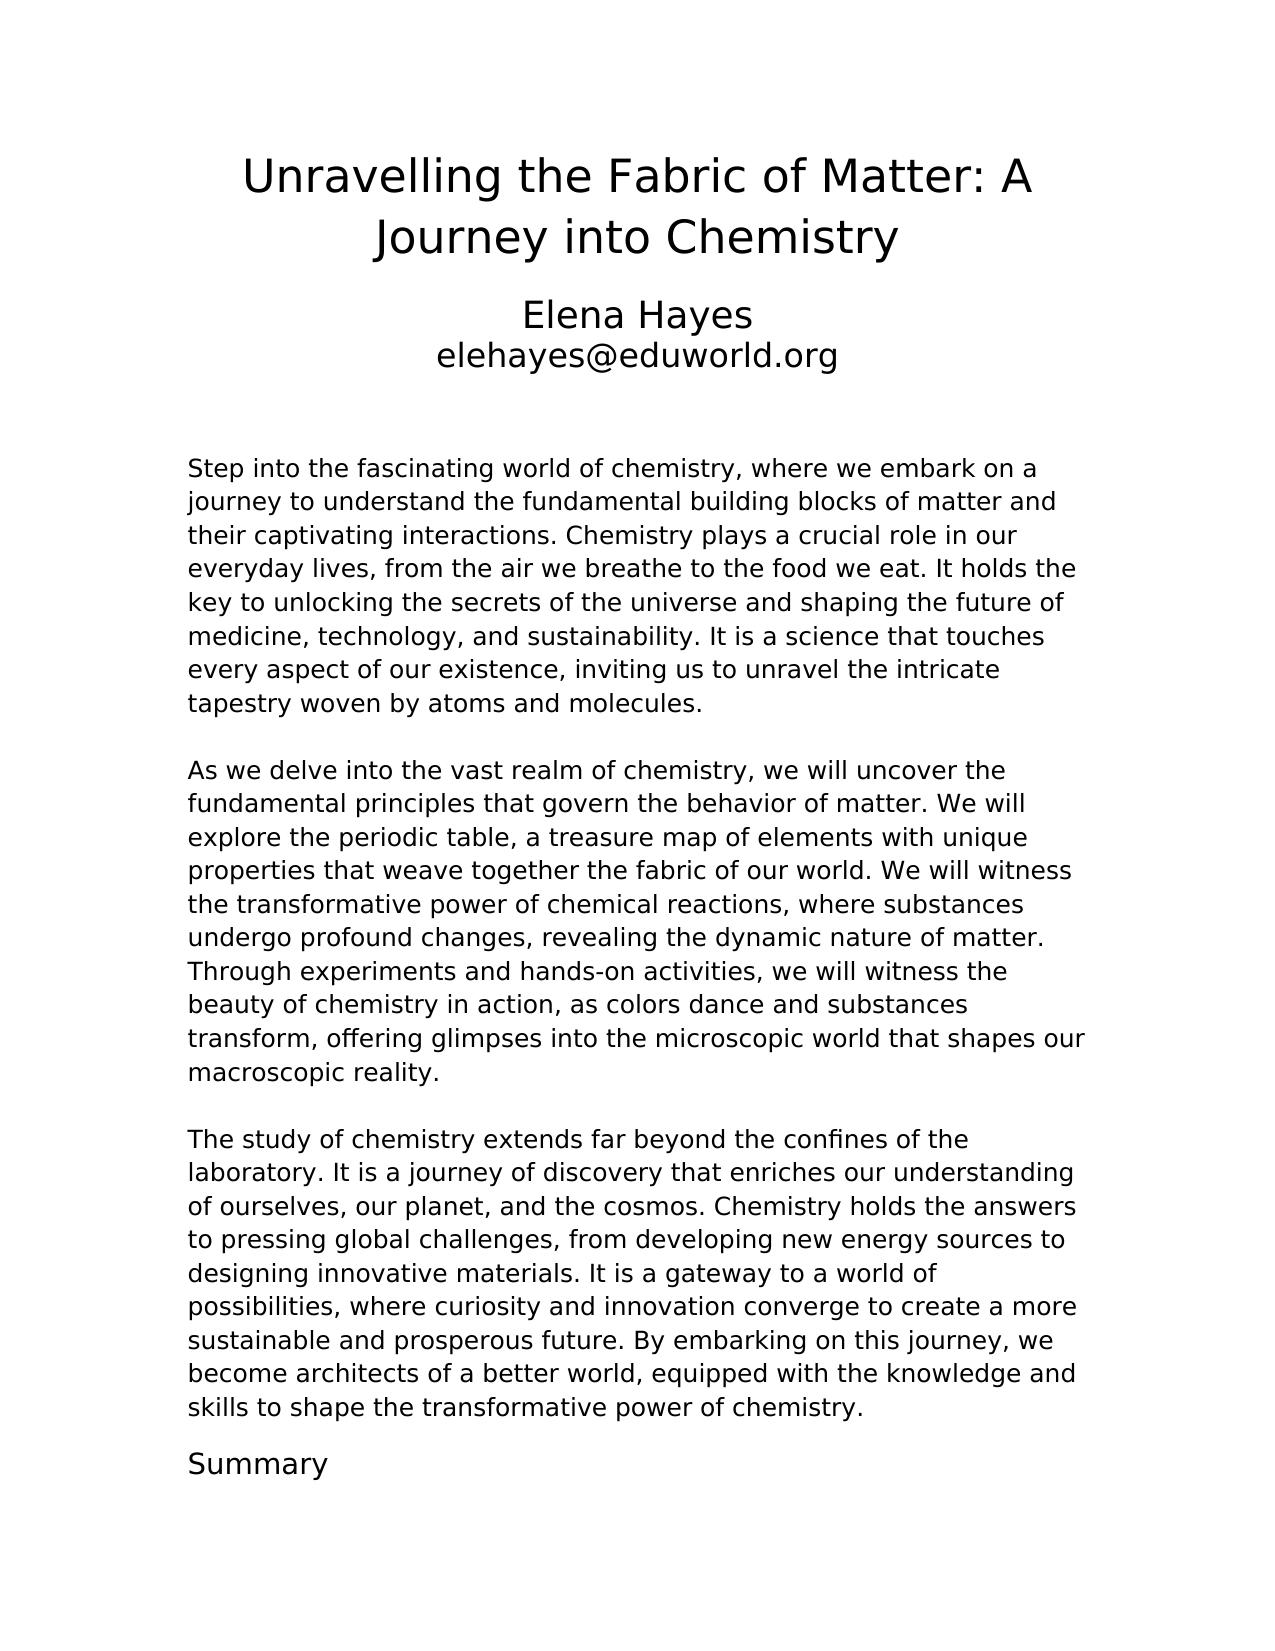 Unravelling the Fabric of Matter: A
Journey into Chemistry
Elena Hayes
elehayes@eduworld.org
Step into the fascinating world of chemistry, where we embark on a
journey to understand the fundamental building blocks of matter and
their captivating interactions. Chemistry plays a crucial role in our
everyday lives, from the air we breathe to the food we eat. It holds the
key to unlocking the secrets of the universe and shaping the future of
medicine, technology, and sustainability. It is a science that touches
every aspect of our existence, inviting us to unravel the intricate
tapestry woven by atoms and molecules.
As we delve into the vast realm of chemistry, we will uncover the
fundamental principles that govern the behavior of matter. We will
explore the periodic table, a treasure map of elements with unique
properties that weave together the fabric of our world. We will witness
the transformative power of chemical reactions, where substances
undergo profound changes, revealing the dynamic nature of matter.
Through experiments and hands-on activities, we will witness the
beauty of chemistry in action, as colors dance and substances
transform, offering glimpses into the microscopic world that shapes our
macroscopic reality.
The study of chemistry extends far beyond the confines of the
laboratory. It is a journey of discovery that enriches our understanding
of ourselves, our planet, and the cosmos. Chemistry holds the answers
to pressing global challenges, from developing new energy sources to
designing innovative materials. It is a gateway to a world of
possibilities, where curiosity and innovation converge to create a more
sustainable and prosperous future. By embarking on this journey, we
become architects of a better world, equipped with the knowledge and
skills to shape the transformative power of chemistry.
Summary